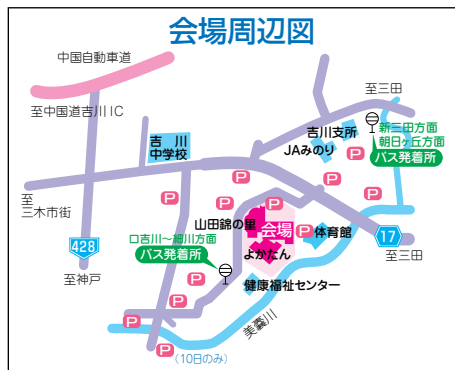 会場周辺図
中国自動車道
至中国道吉川IC
至三田
吉川
中学校
吉川支所
JAみのり
新三田方面
朝日ヶ丘方面
バス発着所
P
P
P
P
P
至
三木市街
山田錦の里
会場
P
体育館
よかたん
17
428
口吉川〜細川方面
バス発着所
至三田
至神戸
P
P
P
健康福祉センター
美嚢川
P
P
(10日のみ)